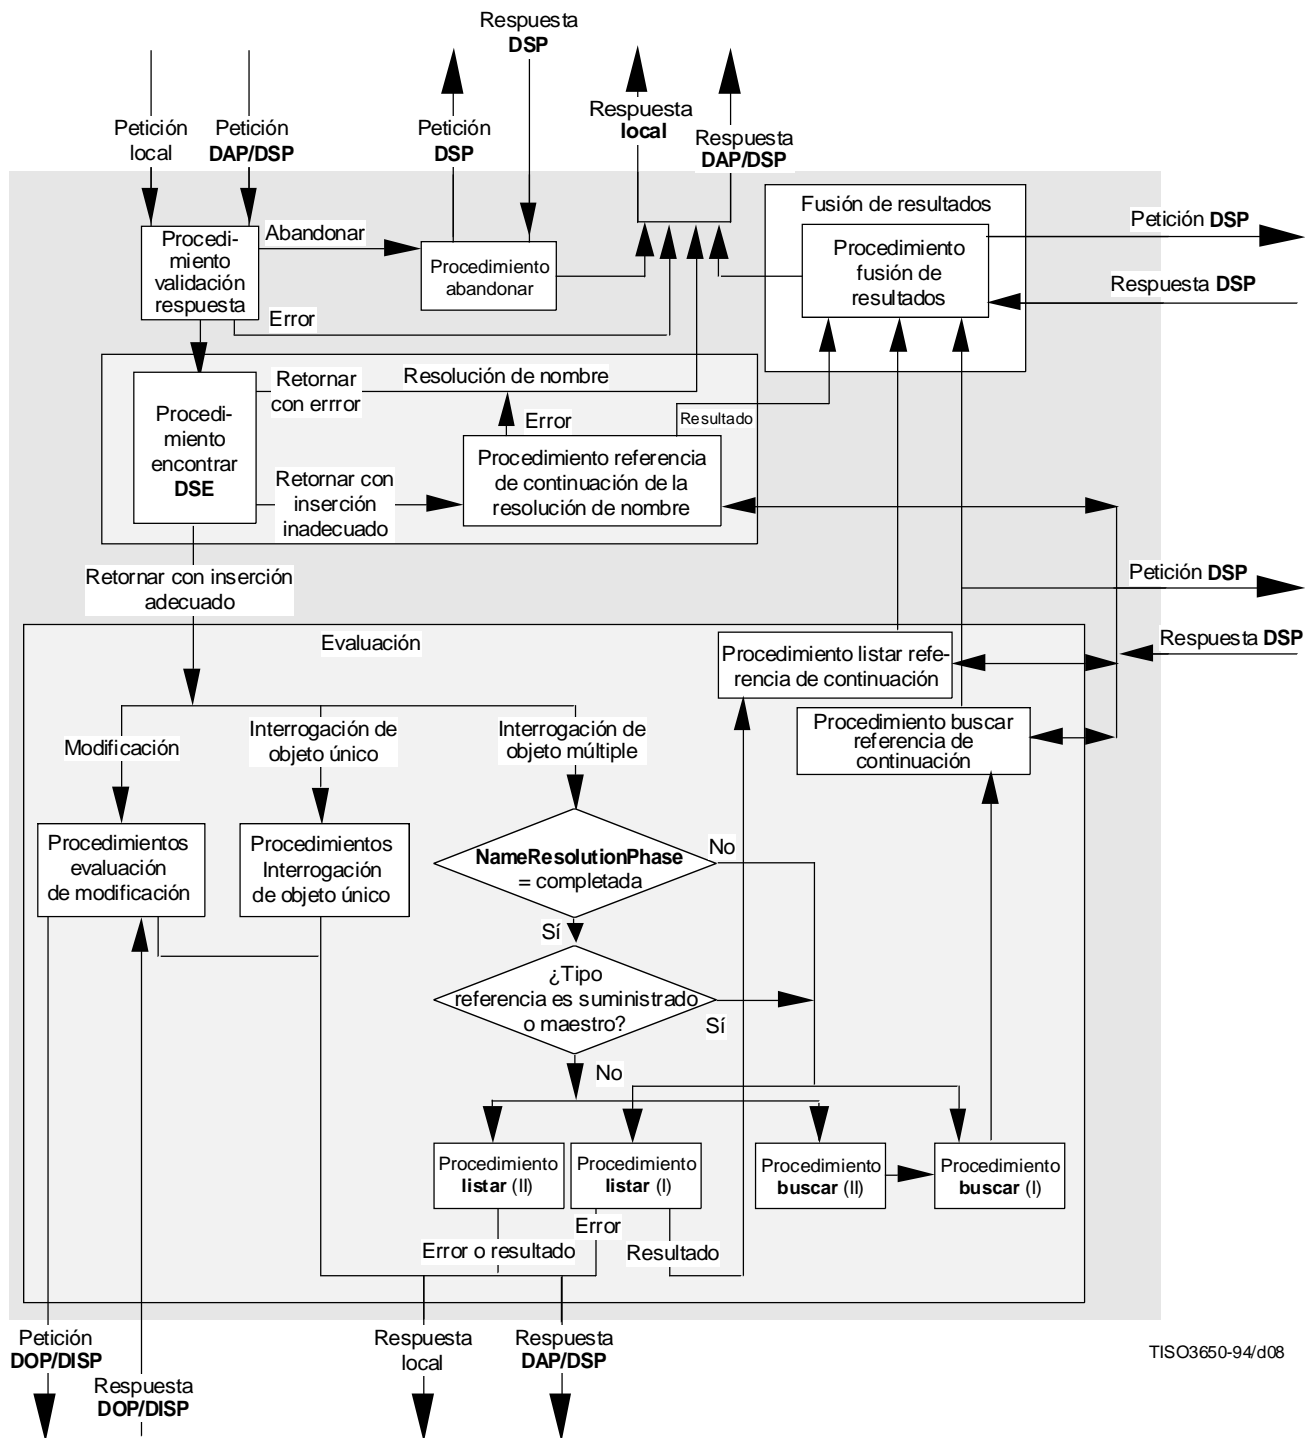 Respuesta
DSP
Petición
local
Petición
DAP/DSP
Petición
DSP
Respuesta
local
Respuesta
DAP/DSP
Fusión de resultados
Procedi-
miento
validación
respuesta
Abandonar
Procedimiento
abandonar
Procedimiento
fusión de
resultados
Petición DSP
Respuesta DSP
Error
Retornar
con errror
Resolución de nombre
Procedi-
miento
encontrar
DSE
Error
Resultado
Retornar con
inserción
inadecuado
Procedimiento referencia
de continuación de la
resolución de nombre
Retornar con inserción
adecuado
Petición DSP
Evaluación
Respuesta DSP
Procedimiento listar refe-
rencia de continuación
Modificación
Interrogación de
objeto único
Interrogación de
objeto múltiple
Procedimiento buscar
referencia de
continuación
Procedimientos
evaluación
de modificación
Procedimientos
Interrogación
de objeto único
NameResolutionPhase
= completada
No
Sí
¿Tipo
referencia es suministrado
o maestro?
Sí
No
Procedimiento
listar (II)
Procedimiento
listar (I)
Procedimiento
buscar (II)
Procedimiento
buscar (I)
Error
Error o resultado
Resultado
Petición
DOP/DISP
Respuesta
DOP/DISP
Respuesta
local
Respuesta
DAP/DSP
TISO3650-94/d08